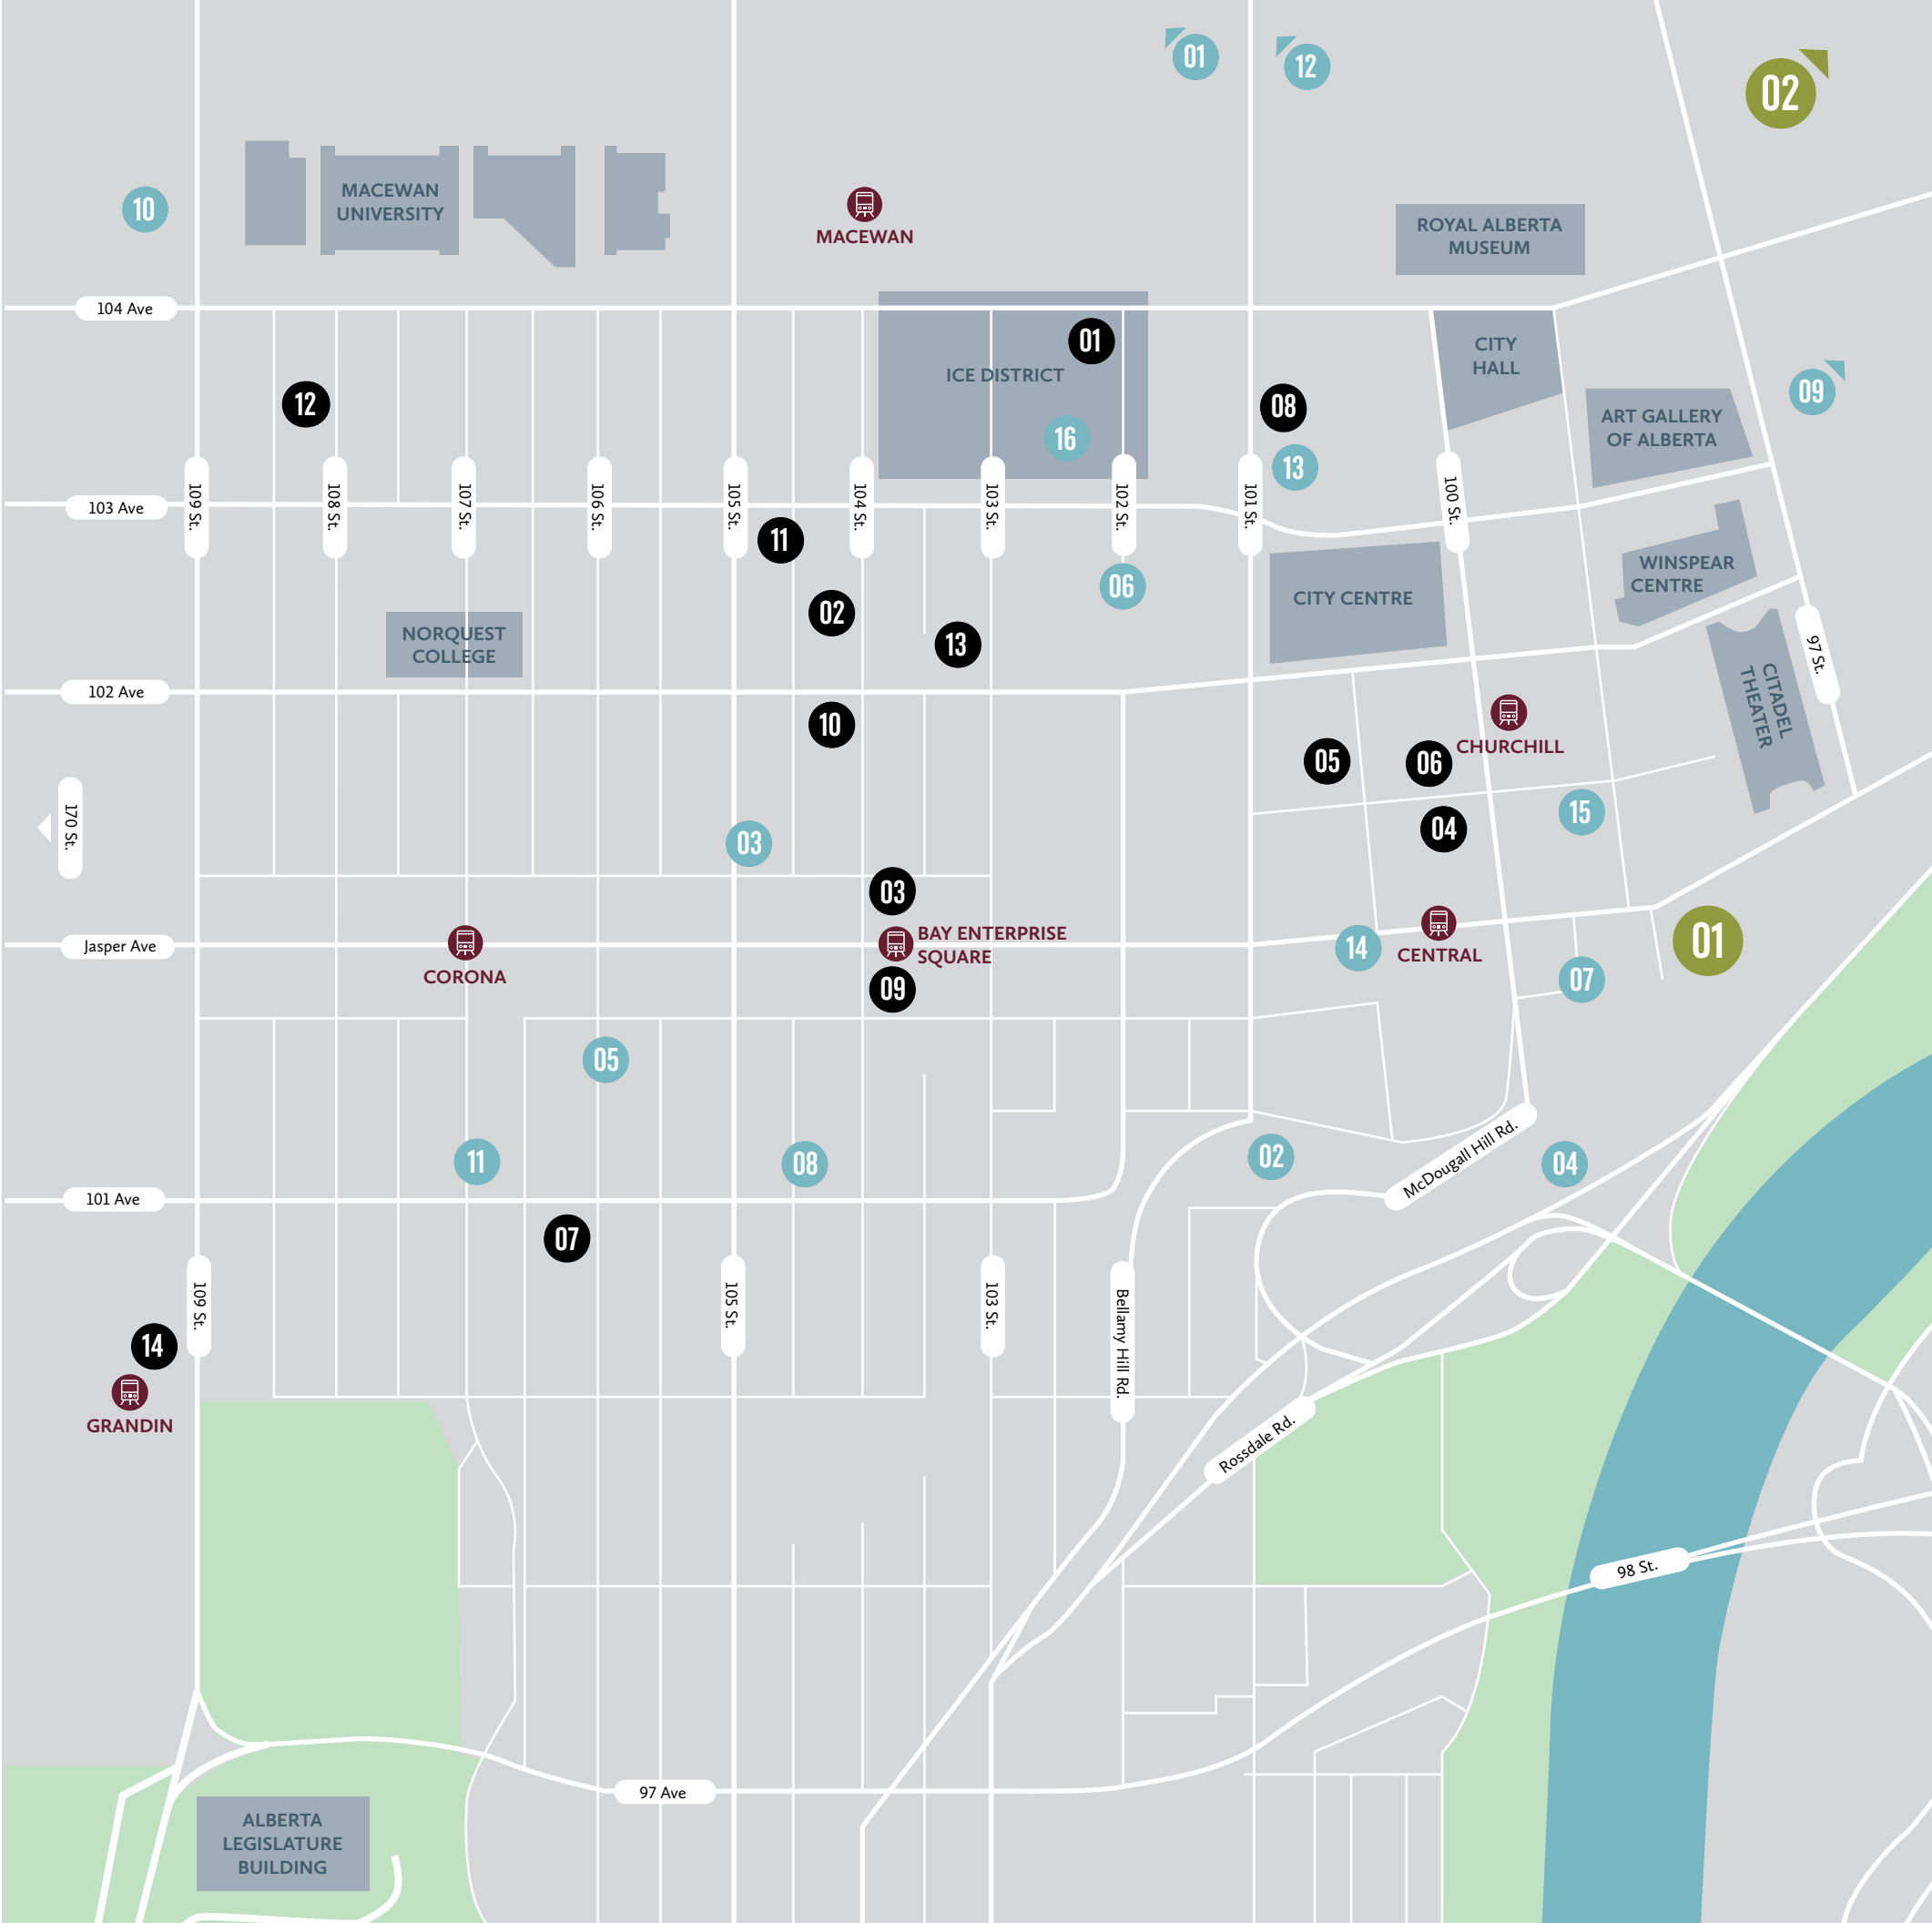 01
12
02
10
MACEWAN
UNIVERSITY
MACEWAN
ROYAL ALBERTA
MUSEUM
104 Ave
01
ICE DISTRICT
16
12
08
13
CITY
HALL
ART GALLERY
OF ALBERTA
09
103 Ave
109 St.
108 St.
107 St.
106 St.
105 St.
104 St.
103 St.
102 St.
101 St.
100 St.
11
02
13
06
CITY CENTRE
WINSPEAR
CENTRE
NORQUEST
COLLEGE
97 St.
CITADEL
THEATER
102 Ave
10
CHURCHILL
05
06
04
15
170 St.
03
03
Jasper Ave
CORONA
BAY ENTERPRISE
SQUARE
09
14
CENTRAL
07
01
05
11
08
02
McDougall Hill Rd.
04
101 Ave
07
109 St.
105 St.
103 St.
Bellamy Hill Rd.
14
GRANDIN
Rossdale Rd.
98 St.
97 Ave
ALBERTA
LEGISLATURE
BUILDING